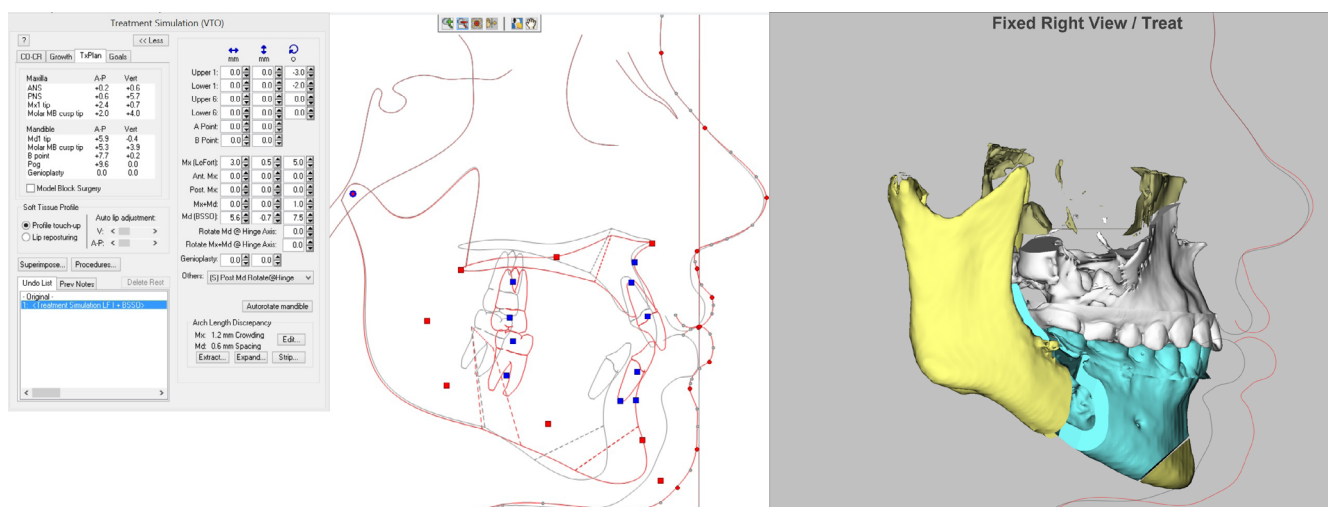 Treatment Simulation (VTO)
?
<< Less
CO-CR Growth TxPlan Goals
Maxilla A-P Vert
ANS +0.2 +0.6
PNS +0.6 +5.7
Mx1 tip +2.4 +0.7
Molar MB cusp tip +2.0 +4.0
Mandible A-P Vert
Md1 tip +5.9 -0.4
Molar MB cusp tip +5.3 +3.9
B point +7.7 +0.2
Pog +9.6 0.0
Genioplasty 0.0 0.0
Model Block Surgery
Soft Tissue Profile
Profile touch-up
Lip reposturing
Auto lip adjustment:
V: < >
A-P: < >
Superimpose... Procedures...
Undo List Prev Notes Delete Rest
- Original -
1: <Treatment Simulation LF I + BSSO>
mm mm o
Upper 1: 0.0 0.0 -3.0
Lower 1: 0.0 0.0 -2.0
Upper 6: 0.0 0.0 0.0
Lower 6: 0.0 0.0 0.0
A Point: 0.0 0.0
B Point: 0.0 0.0
Mx (LeFort): 3.0 0.5 5.0
Ant. Mx: 0.0 0.0 0.0
Post. Mx: 0.0 0.0 0.0
Mx+Md: 0.0 0.0 1.0
Md (BSSO): 5.6 -0.7 7.5
Rotate Md @ Hinge Axis: 0.0
Rotate Mx+Md @ Hinge Axis: 0.0
Genioplasty: 0.0 0.0
Others: (S) Post Md Rotate@Hinge
Autorotate mandible
Arch Length Discrepancy
Mx: 1.2 mm Crowding
Md: 0.6 mm Spacing
Edit...
Extract... Expand... Strip...
Fixed Right View / Treat